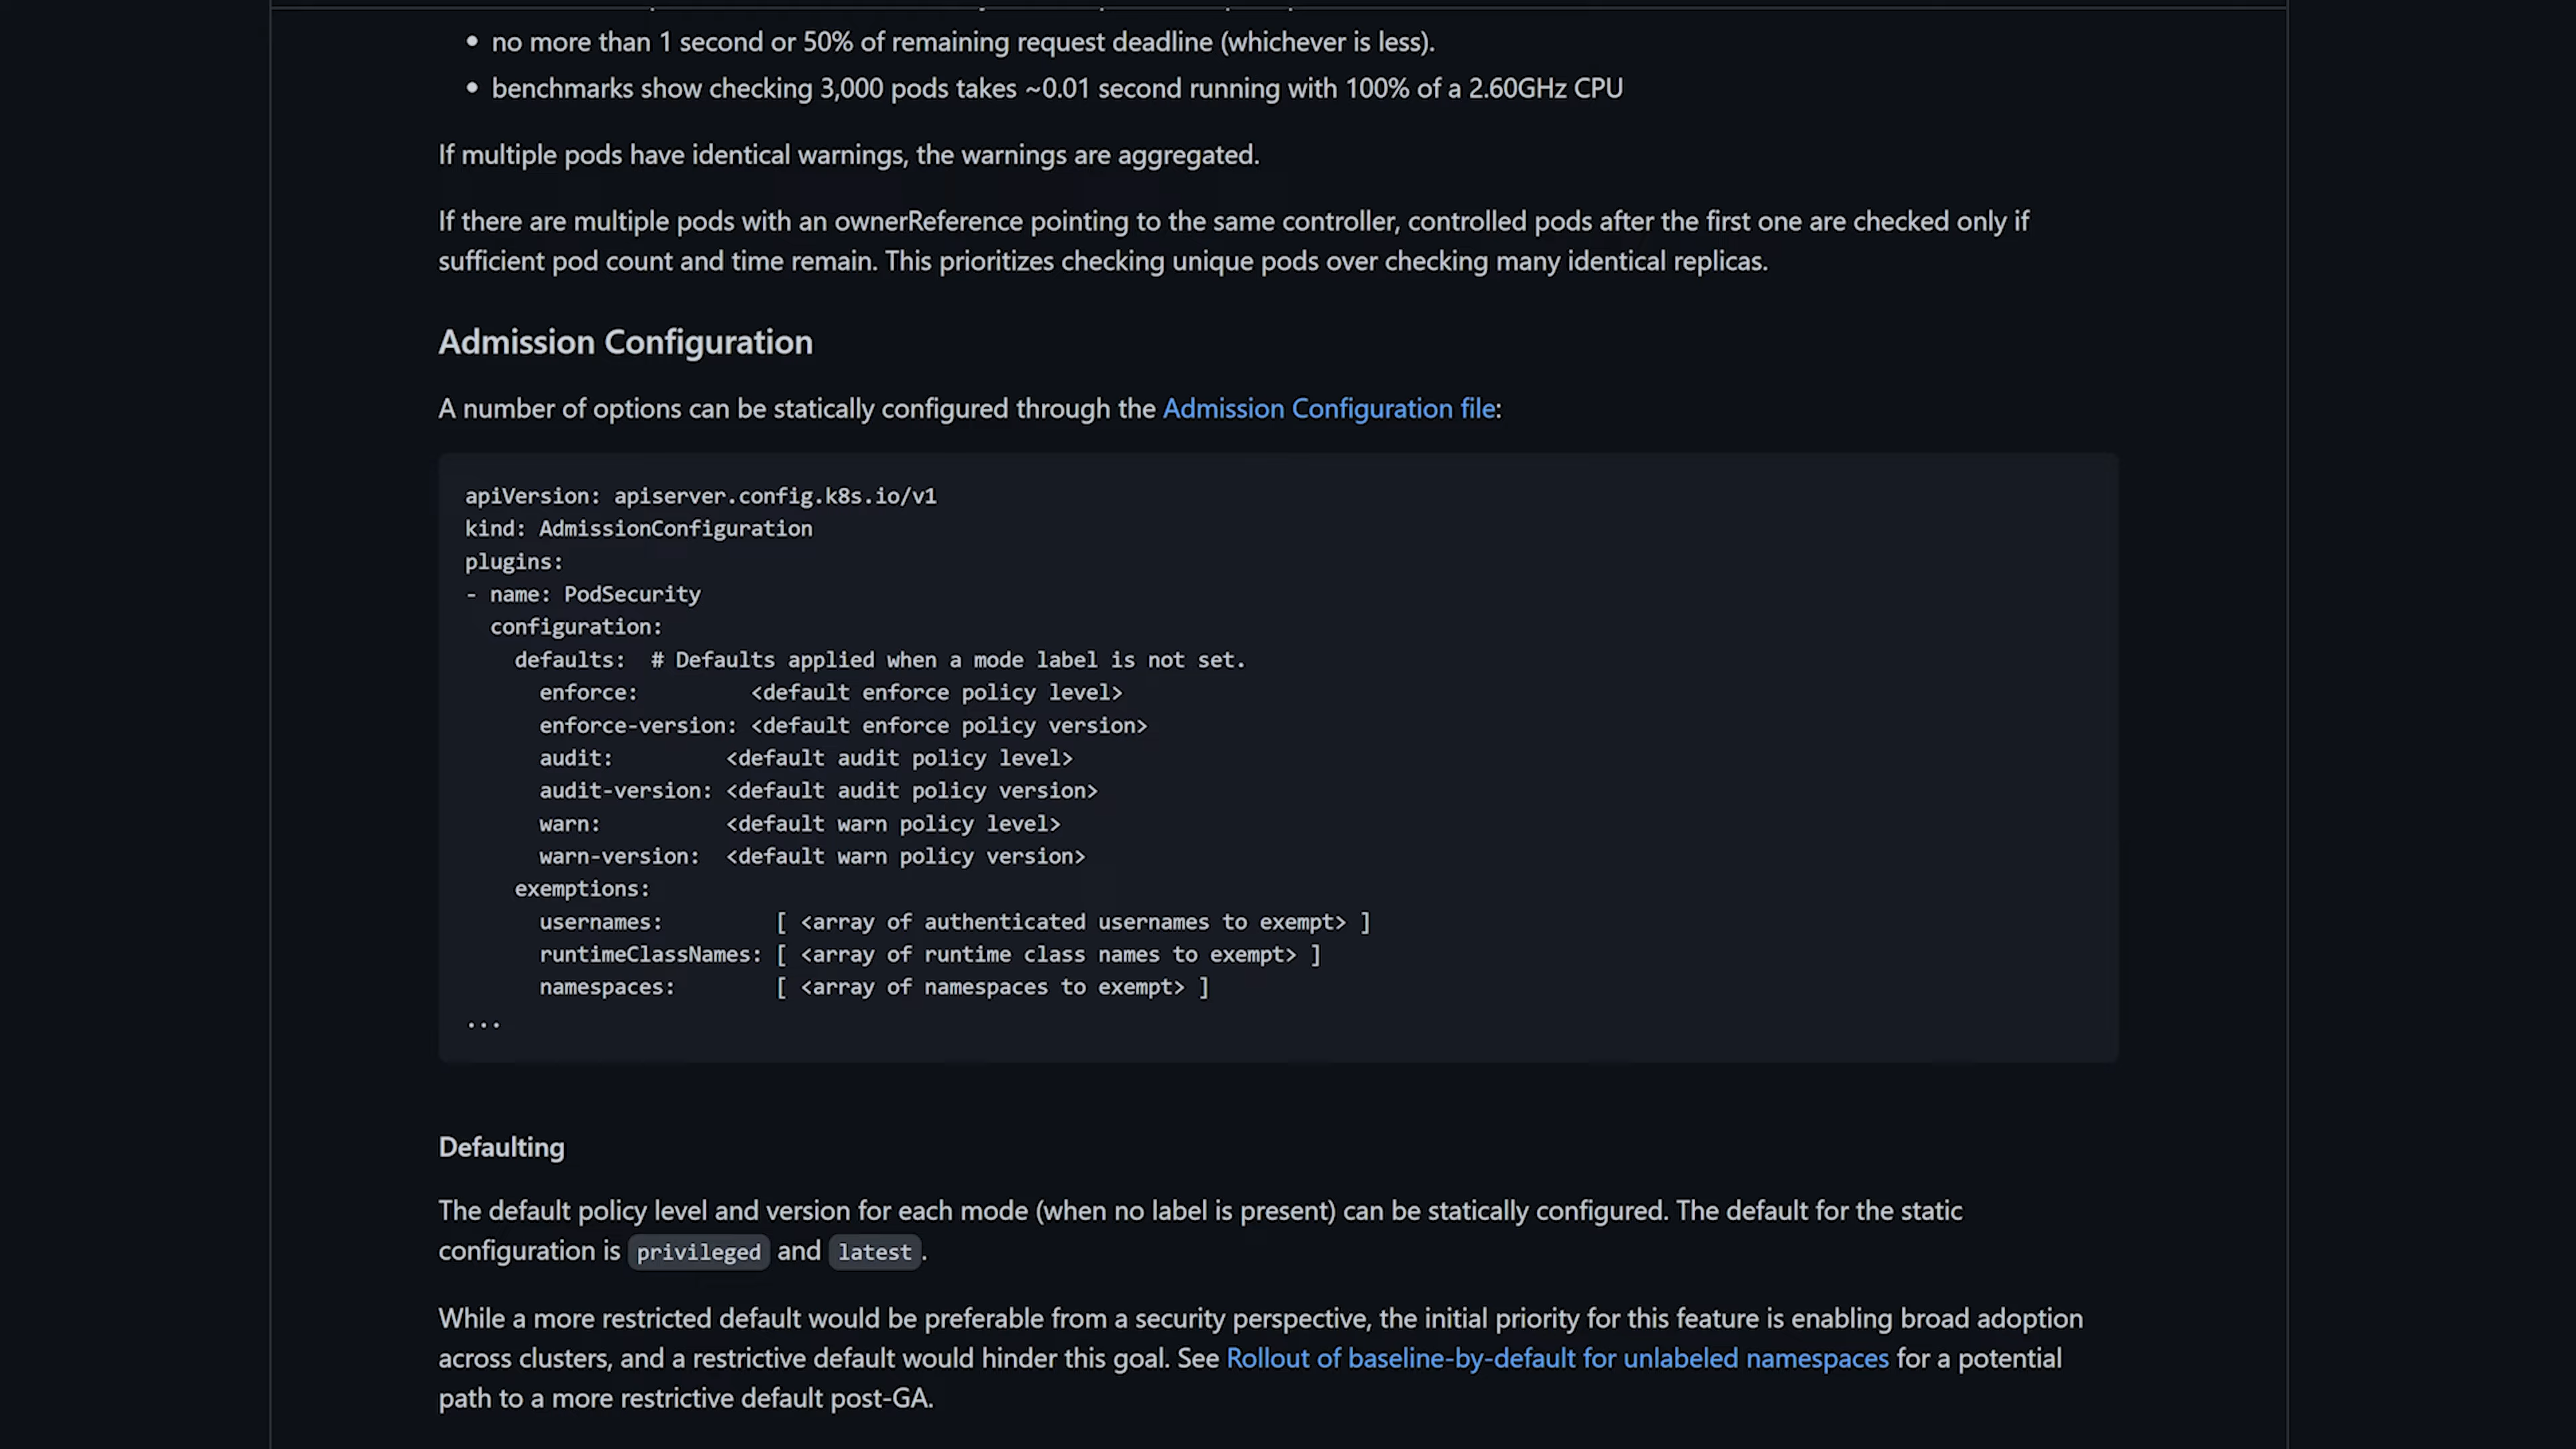 no more than 1 second or 50% of remaining request deadline (whichever is less).
benchmarks show checking 3,000 pods takes ~0.01 second running with 100% of a 2.60GHz CPU
If multiple pods have identical warnings, the warnings are aggregated.
If there are multiple pods with an ownerReference pointing to the same controller, controlled pods after the first one are checked only if
sufficient pod count and time remain. This prioritizes checking unique pods over checking many identical replicas.
Admission Configuration
A number of options can be statically configured through the Admission Configuration file:
apiVersion: apiserver.config.k8s.io/v1
kind: AdmissionConfiguration
plugins:
- name: PodSecurity
  configuration:
    defaults:  # Defaults applied when a mode label is not set.
      enforce:         <default enforce policy level>
      enforce-version: <default enforce policy version>
      audit:         <default audit policy level>
      audit-version: <default audit policy version>
      warn:          <default warn policy level>
      warn-version:  <default warn policy version>
    exemptions:
      usernames:         [ <array of authenticated usernames to exempt> ]
      runtimeClassNames: [ <array of runtime class names to exempt> ]
      namespaces:        [ <array of namespaces to exempt> ]
...
Defaulting
The default policy level and version for each mode (when no label is present) can be statically configured. The default for the static
configuration is privileged and latest.
While a more restricted default would be preferable from a security perspective, the initial priority for this feature is enabling broad adoption
across clusters, and a restrictive default would hinder this goal. See Rollout of baseline-by-default for unlabeled namespaces for a potential
path to a more restrictive default post-GA.